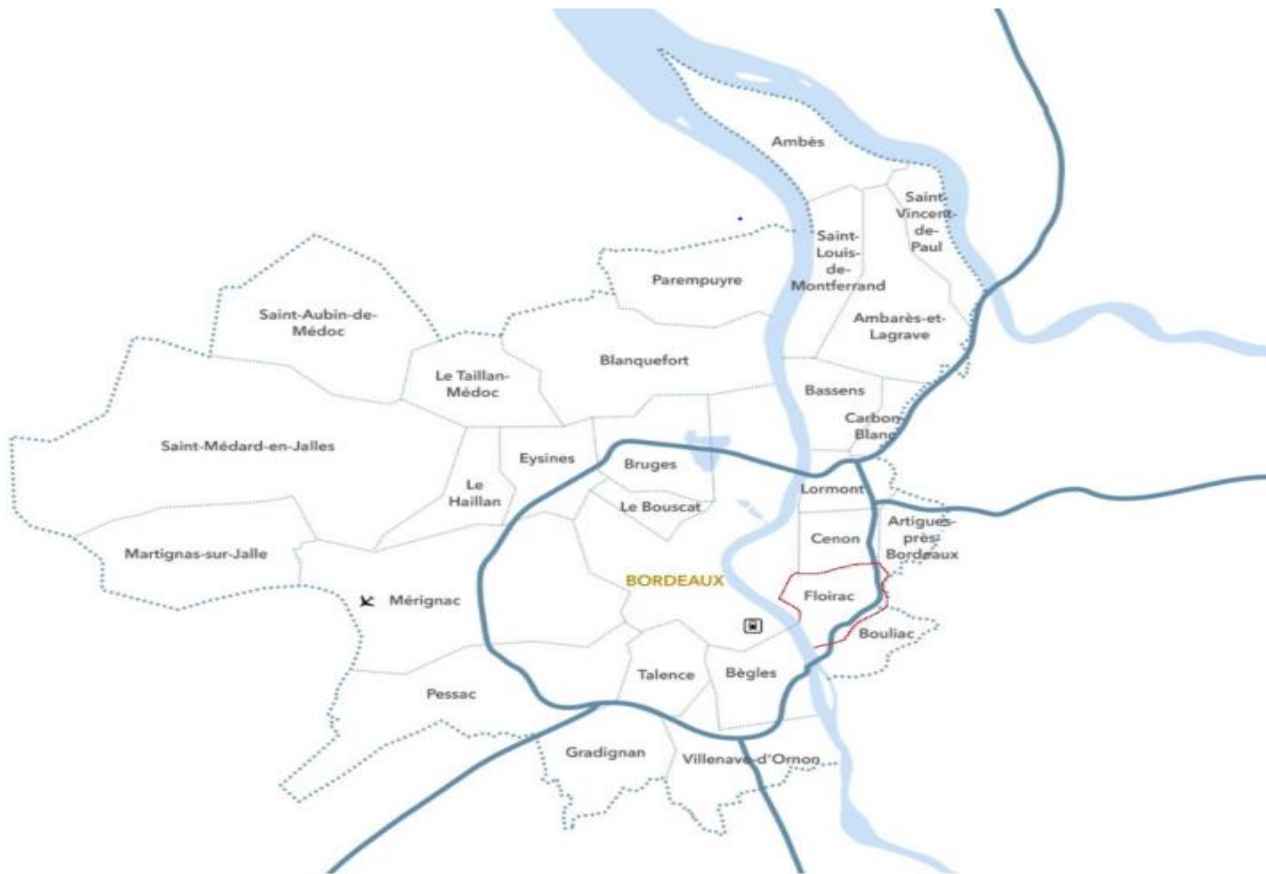 Ambès
Saint-
Vincent-
de-
Paul
Saint-
Louis-
de-
Montferrand
Parempuyre
Saint-Aubin-de-
Médoc
Ambarès-et-
Lagrave
Blanquefort
Le Taillan-
Médoc
Bassens
Carbon-
Blanc
Saint-Médard-en-Jalles
Eysines
Bruges
Le
Haillan
Lormont
Le Bouscat
Artigues-
près-
Bordeaux
Cenon
Martignas-sur-Jalle
BORDEAUX
Floirac
Mérignac
Bouliac
Talence
Bègles
Pessac
Gradignan
Villenave-d'Ornon